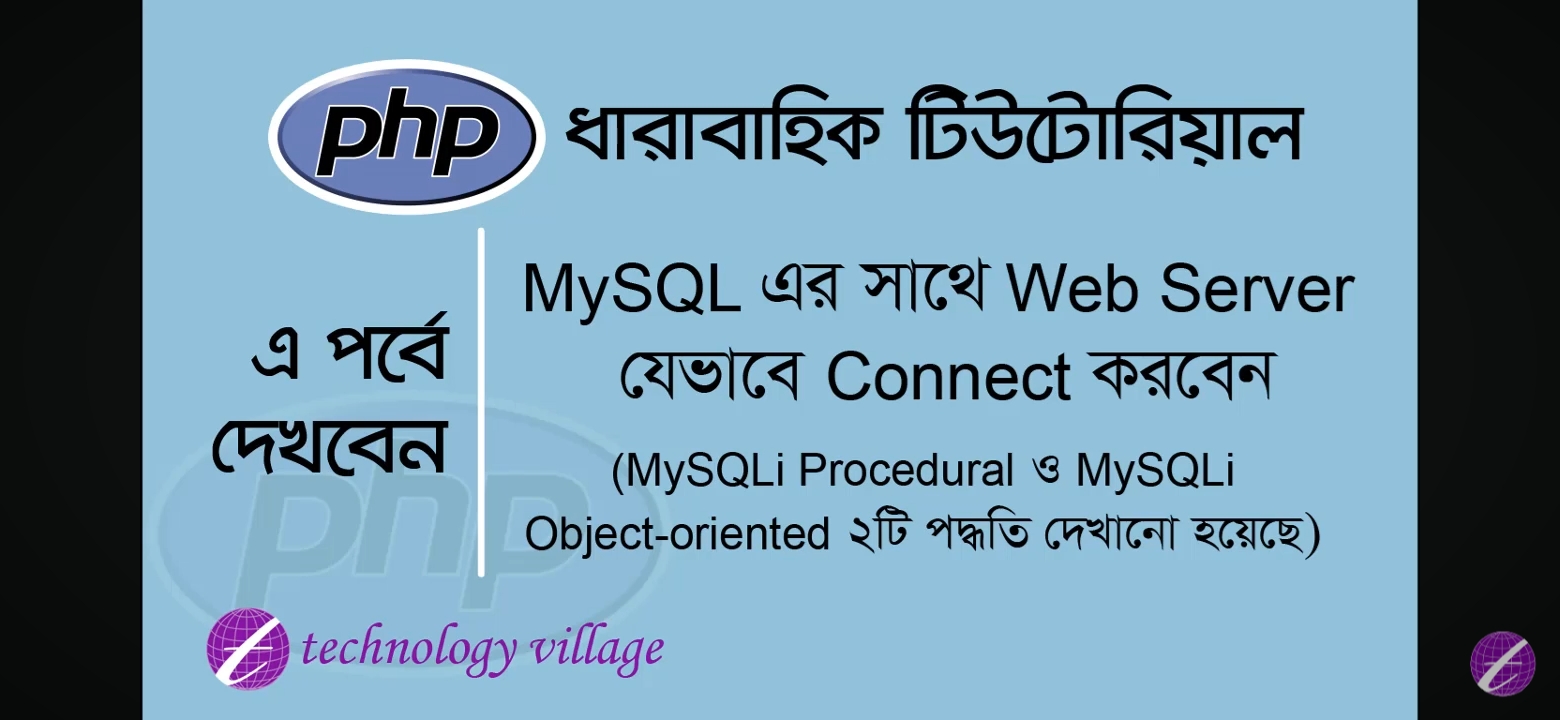 php ধারাবাহিক টিউটোরিয়াল
এ পর্বে
দেখবেন
MySQL এর সাথে Web Server
যেভাবে Connect করবেন
(MySQLi Procedural ও MySQLi
Object-oriented ২টি পদ্ধতি দেখানো হয়েছে)
php
t technology village
t